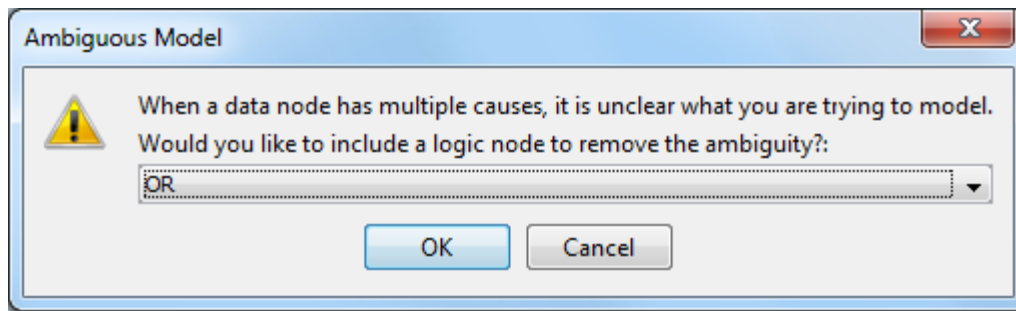 Ambiguous Model
When a data node has multiple causes, it is unclear what you are trying to model.
Would you like to include a logic node to remove the ambiguity?:
OR
OK Cancel